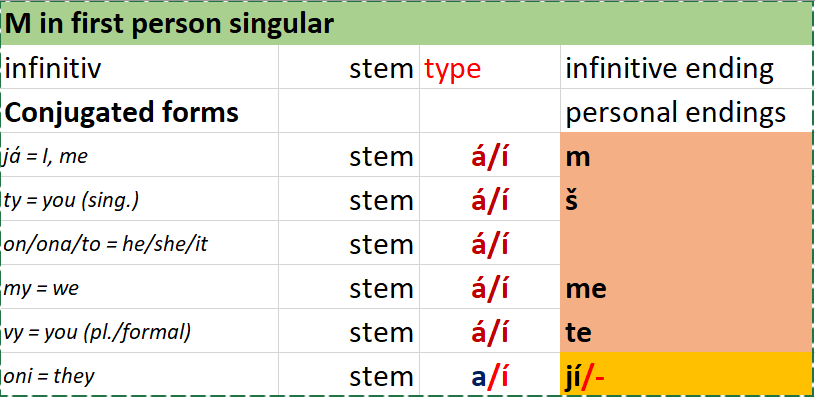 M in first person singular
infinitiv stem type infinitive ending
Conjugated forms personal endings
já = I, me stem á/í m
ty = you (sing.) stem á/í š
on/ona/to = he/she/it stem á/í
my = we stem á/í me
vy = you (pl./formal) stem á/í te
oni = they stem a/í jí/-